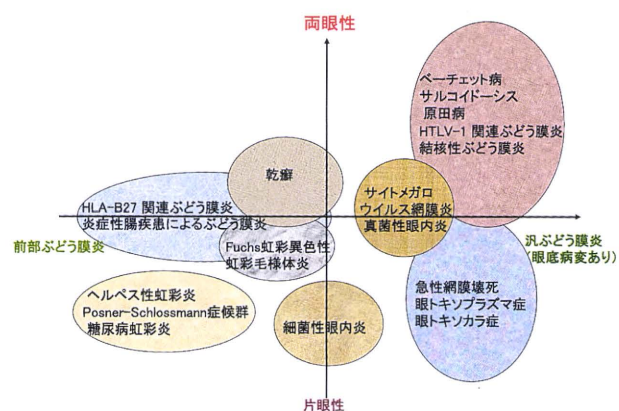 両眼性
ベーチェット病
サルコイドーシス
原田病
HTLV-1 関連ぶどう膜炎
結核性ぶどう膜炎
乾癬
サイトメガロ
ウイルス網膜炎
真菌性眼内炎
HLA-B27 関連ぶどう膜炎
炎症性腸疾患によるぶどう膜炎
前部ぶどう膜炎
Fuchs虹彩異色性
虹彩毛様体炎
汎ぶどう膜炎
(眼底病変あり)
ヘルペス性虹彩炎
Posner-Schlossmann症候群
糖尿病虹彩炎
細菌性眼内炎
急性網膜壊死
眼トキソプラズマ症
眼トキソカラ症
片眼性